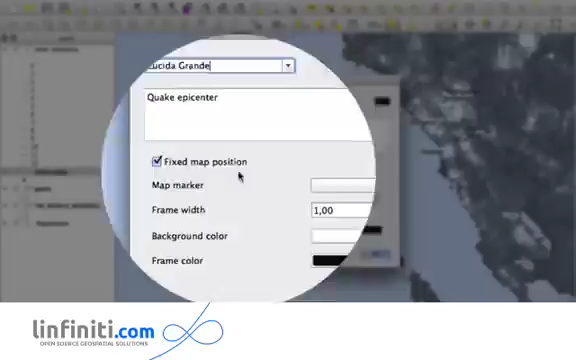 Lucida Grande
Quake epicenter
Fixed map position
Map marker
Frame width 1,00
Background color
Frame color
linfiniti.com
OPEN SOURCE GEOSPATIAL SOLUTIONS